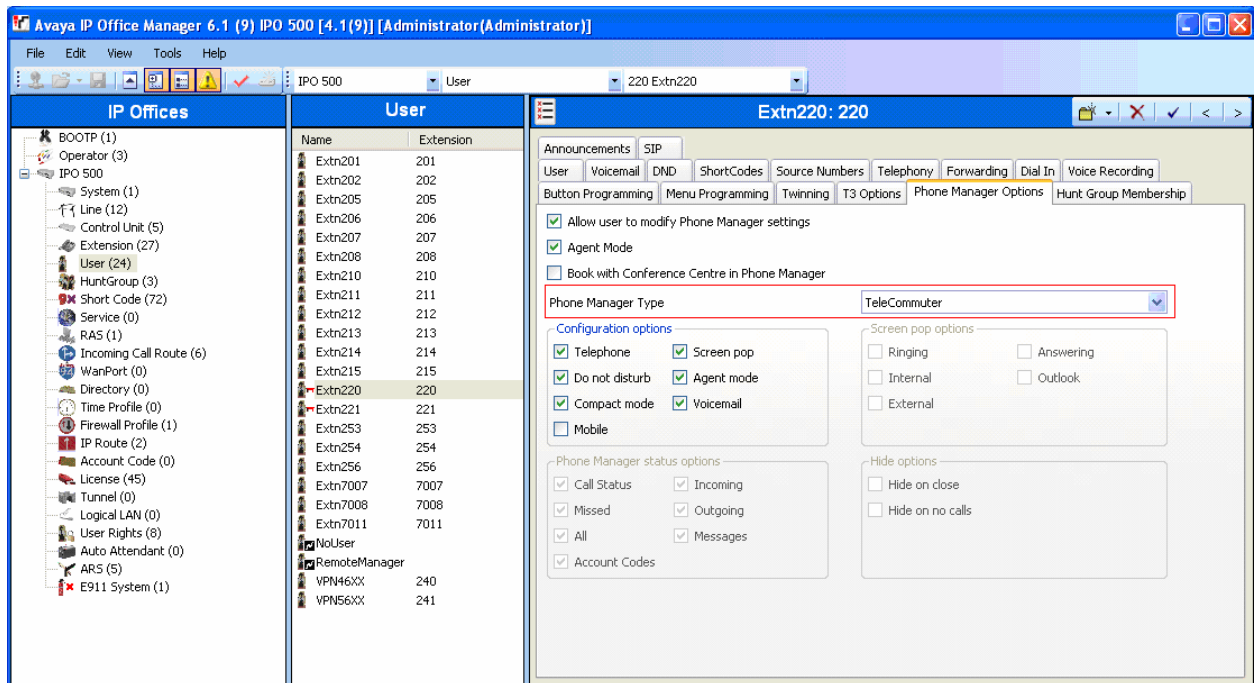 Avaya IP Office Manager 6.1 (9) IPO 500 [4.1(9)] [Administrator(Administrator)]
File Edit View Tools Help
IPO 500 User 220 Extn220
IP Offices
BOOTP (1)
Operator (3)
IPO 500
System (1)
Line (12)
Control Unit (5)
Extension (27)
User (24)
HuntGroup (3)
Short Code (72)
Service (0)
RAS (1)
Incoming Call Route (6)
WanPort (0)
Directory (0)
Time Profile (0)
Firewall Profile (1)
IP Route (2)
Account Code (0)
License (45)
Tunnel (0)
Logical LAN (0)
User Rights (8)
Auto Attendant (0)
ARS (5)
E911 System (1)
User
Name Extension
Extn201 201
Extn202 202
Extn205 205
Extn206 206
Extn207 207
Extn208 208
Extn210 210
Extn211 211
Extn212 212
Extn213 213
Extn214 214
Extn215 215
Extn220 220
Extn221 221
Extn253 253
Extn254 254
Extn256 256
Extn7007 7007
Extn7008 7008
Extn7011 7011
NoUser
RemoteManager
VPN46XX 240
VPN56XX 241
Extn220: 220
Announcements SIP
User Voicemail DND ShortCodes Source Numbers Telephony Forwarding Dial In Voice Recording
Button Programming Menu Programming Twinning T3 Options Phone Manager Options Hunt Group Membership
Allow user to modify Phone Manager settings
Agent Mode
Book with Conference Centre in Phone Manager
Phone Manager Type TeleCommuter
Configuration options
Telephone Screen pop
Do not disturb Agent mode
Compact mode Voicemail
Mobile
Screen pop options
Ringing Answering
Internal Outlook
External
Phone Manager status options
Call Status Incoming
Missed Outgoing
All Messages
Account Codes
Hide options
Hide on close
Hide on no calls